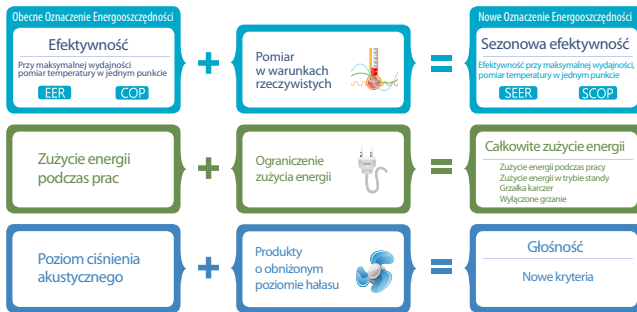 Obecne Oznaczenie Energooszczędności
Efektywność
Przy maksymalnej wydajności
pomiar temperatury w jednym punkcie
EER
COP
+
Pomiar
w warunkach
rzeczywistych
=
Nowe Oznaczenie Energooszczędności
Sezonowa efektywność
Efektywność przy maksymalnej wydajności,
pomiar temperatury w jednym punkcie
SEER
SCOP
Zużycie energii
podczas prac
+
Ograniczenie
zużycia energii
=
Całkowite zużycie energii
Zużycie energii podczas pracy
Zużycie energii w trybie standy
Grzałka karczer
Wyłączone grzanie
Poziom ciśnienia
akustycznego
+
Produkty
o obniżonym
poziomie hałasu
=
Głośność
Nowe kryteria